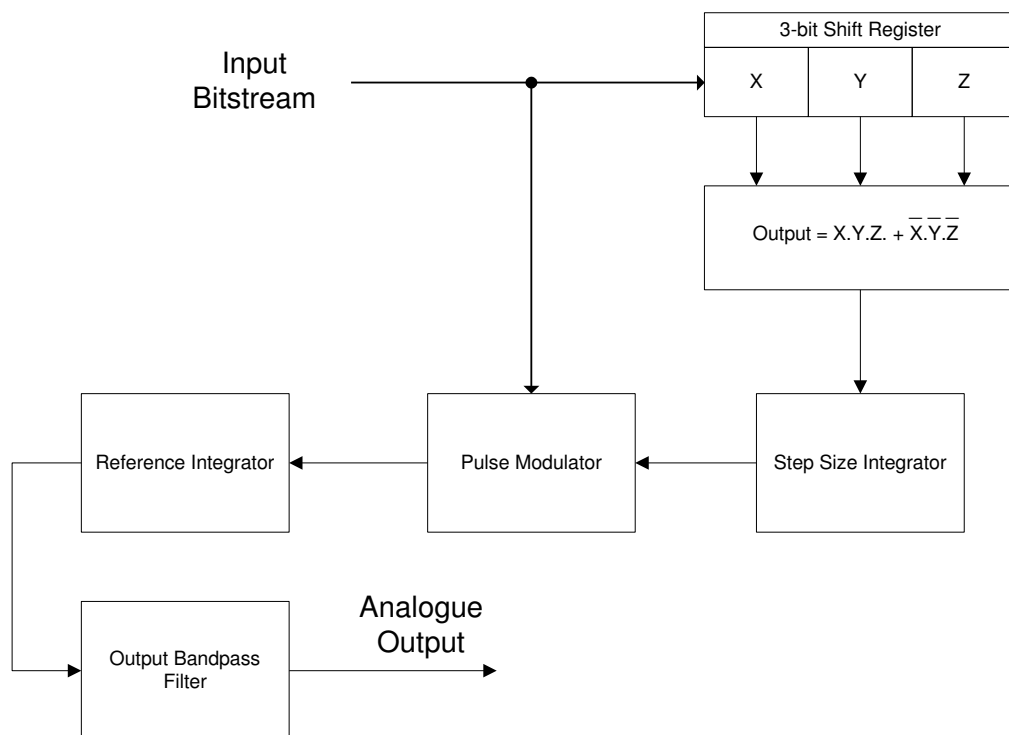 3-bit Shift Register
Input
Bitstream
X
Y
Z
Output = X.Y.Z. + X̅.Y̅.Z̅
Reference Integrator
Pulse Modulator
Step Size Integrator
Analogue
Output
Output Bandpass
Filter